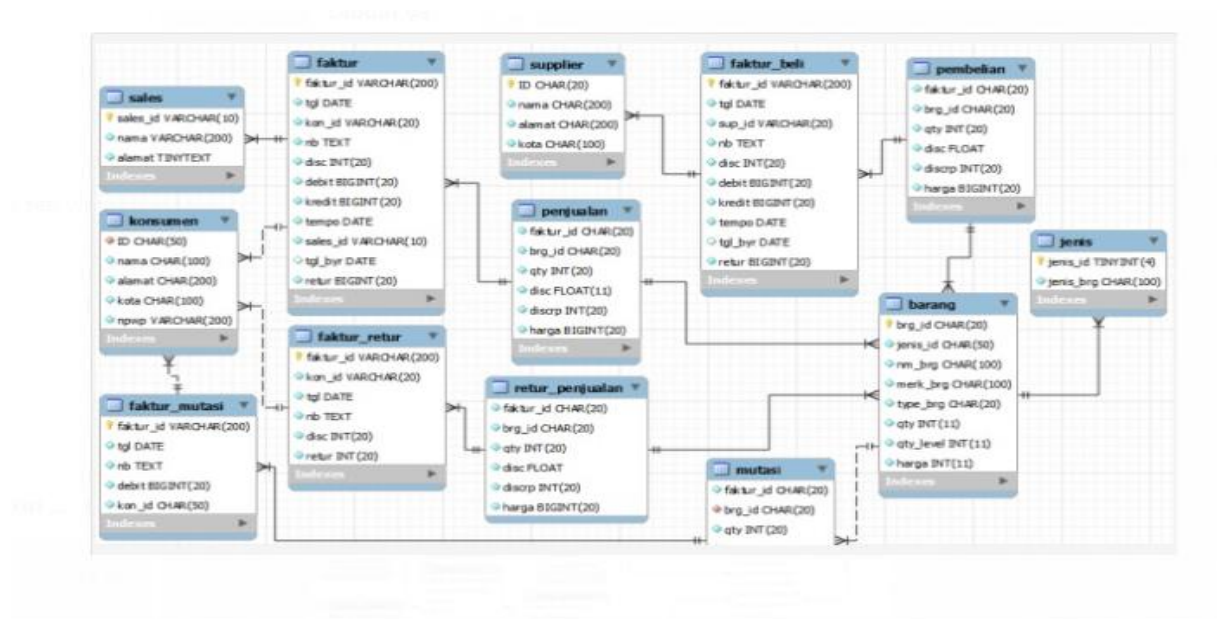 sales
sales_id VARCHAR(10)
nama VARCHAR(200)
alamat TINYTEXT
Indexes
konsumen
ID CHAR(50)
nama CHAR(100)
alamat CHAR(200)
kota CHAR(100)
npwp VARCHAR(200)
Indexes
faktur_mutasi
faktur_id VARCHAR(200)
tgl DATE
nb TEXT
debit BIGINT(20)
kon_id CHAR(50)
Indexes
faktur
faktur_id VARCHAR(200)
tgl DATE
kon_id VARCHAR(20)
nb TEXT
disc INT(20)
debit BIGINT(20)
kredit BIGINT(20)
tempo DATE
sales_id VARCHAR(10)
tgl_byr DATE
retur BIGINT(20)
Indexes
faktur_retur
faktur_id VARCHAR(200)
kon_id VARCHAR(20)
tgl DATE
nb TEXT
disc INT(20)
retur INT(20)
Indexes
supplier
ID CHAR(20)
nama CHAR(200)
alamat CHAR(200)
kota CHAR(100)
Indexes
penjualan
faktur_id CHAR(20)
brg_id CHAR(20)
qty INT(20)
disc FLOAT(11)
discrp INT(20)
harga BIGINT(20)
Indexes
retur_penjualan
faktur_id CHAR(20)
brg_id CHAR(20)
qty INT(20)
disc FLOAT
discrp INT(20)
harga BIGINT(20)
faktur_beli
faktur_id VARCHAR(200)
tgl DATE
sup_id VARCHAR(20)
nb TEXT
disc INT(20)
debit BIGINT(20)
kredit BIGINT(20)
tempo DATE
tgl_byr DATE
retur BIGINT(20)
Indexes
mutasi
faktur_id CHAR(20)
brg_id CHAR(20)
qty INT(20)
pembelian
faktur_id CHAR(20)
brg_id CHAR(20)
qty INT(20)
disc FLOAT
discrp INT(20)
harga BIGINT(20)
Indexes
barang
brg_id CHAR(20)
jenis_id CHAR(50)
nm_brg CHAR(100)
merk_brg CHAR(100)
type_brg CHAR(20)
qty INT(11)
qty_level INT(11)
harga INT(11)
Indexes
jenis
jenis_id TINYINT(4)
jenis_brg CHAR(100)
Indexes